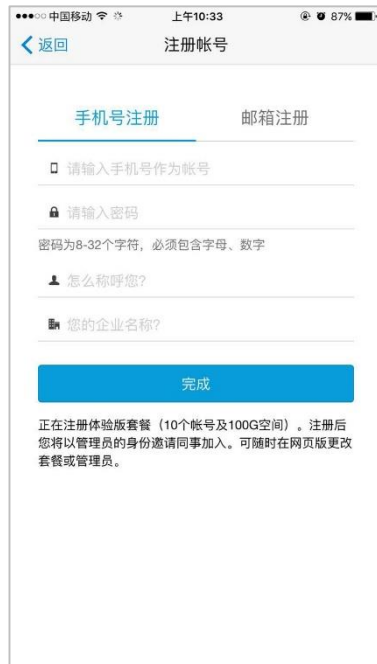 中国移动 上午10:33 87%
返回 注册帐号
手机号注册 邮箱注册
请输入手机号作为帐号
请输入密码
密码为8-32个字符，必须包含字母、数字
怎么称呼您?
您的企业名称?
完成
正在注册体验版套餐（10个帐号及100G空间）。注册后
您将以管理员的身份邀请同事加入。可随时在网页版更改
套餐或管理员。